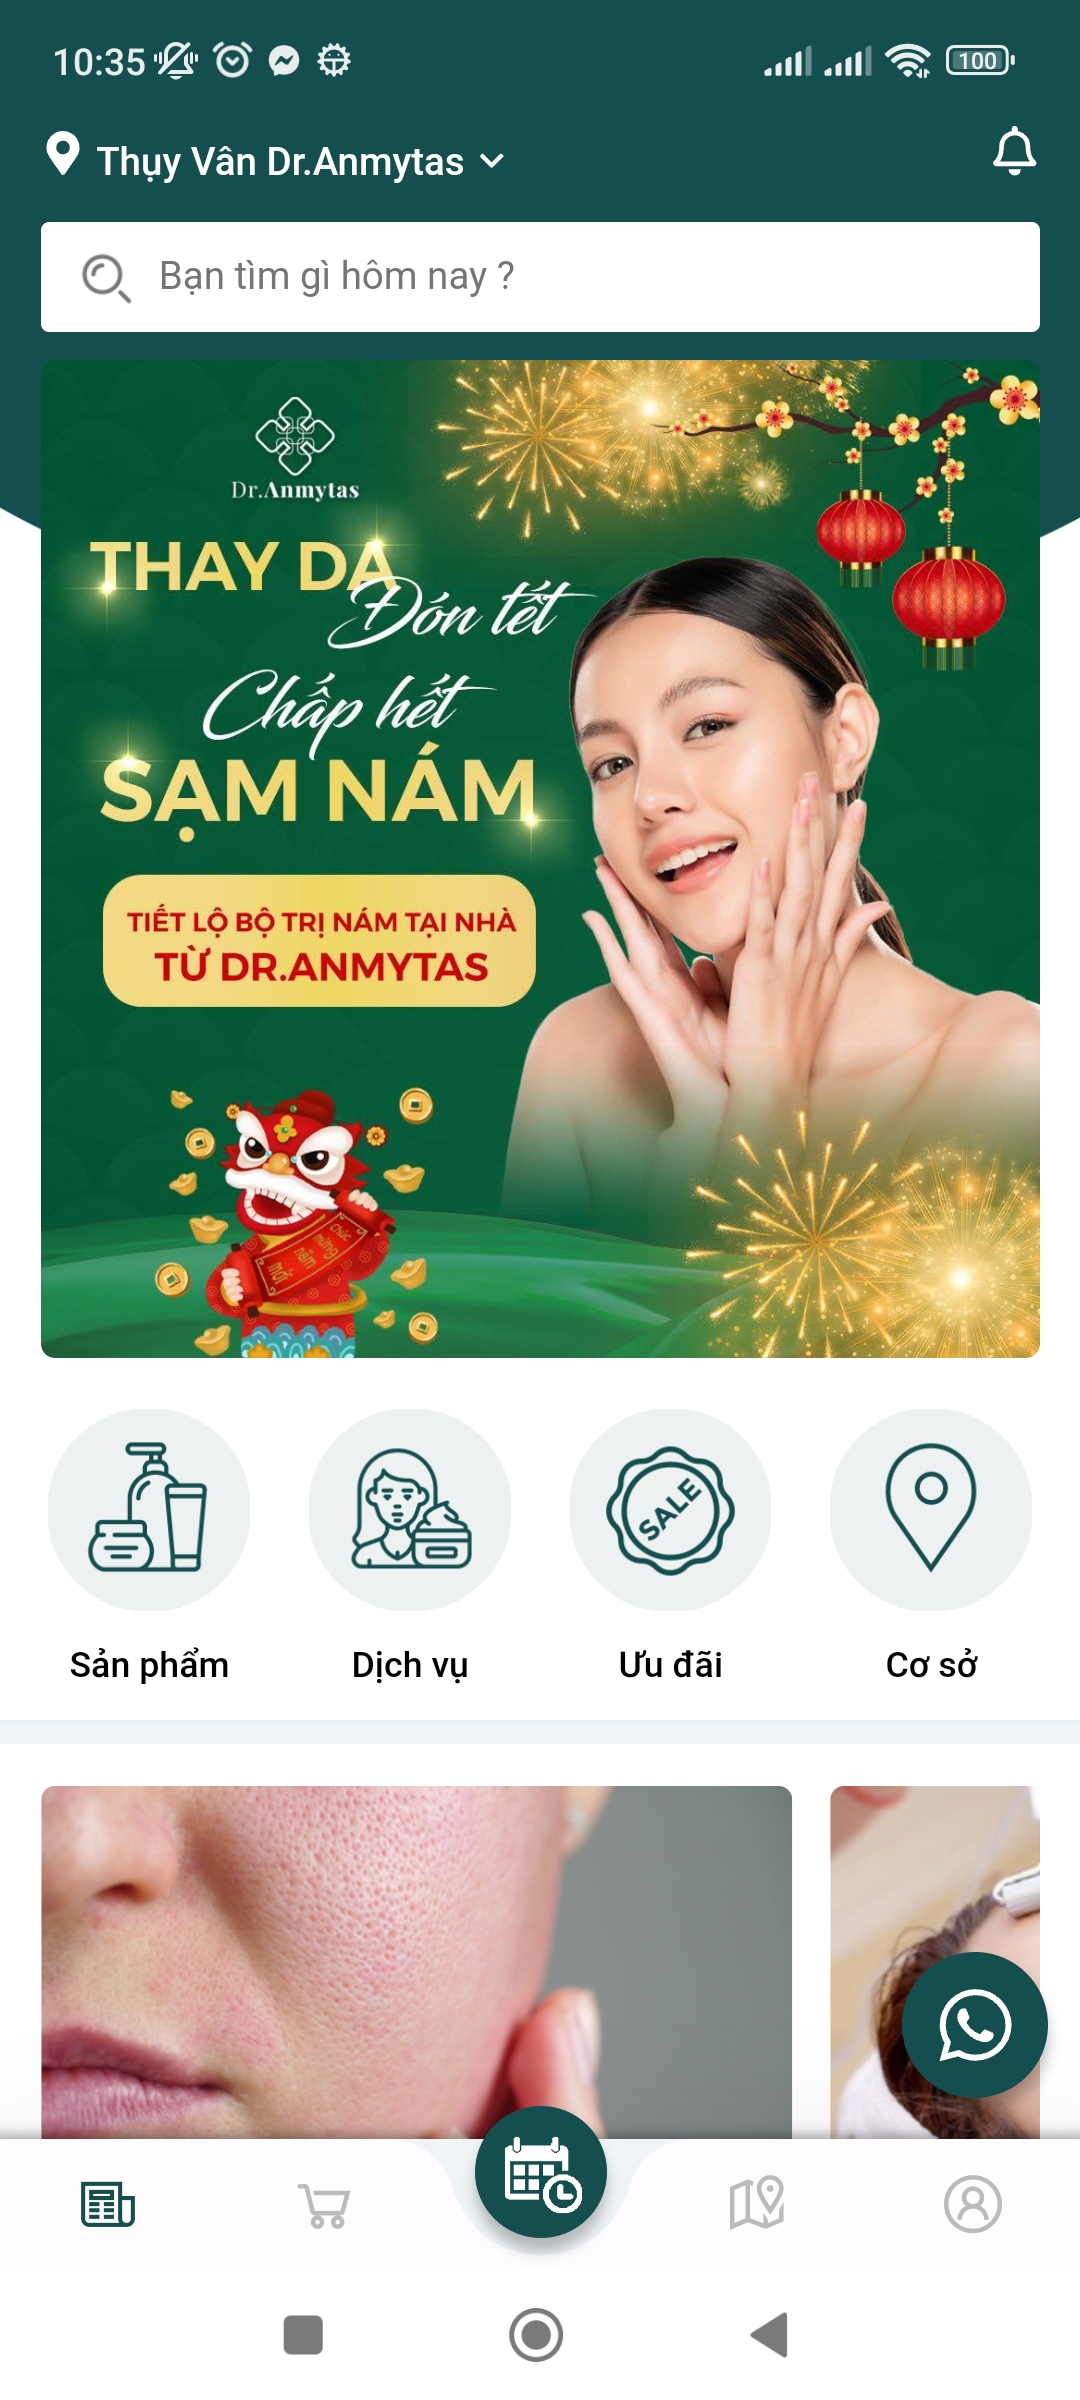 10:35
100
Thụy Vân Dr.Anmytas
Bạn tìm gì hôm nay ?
Dr.Anmytas
THAY DA
Đón tết
Chấp hết
SẠM NÁM
TIẾT LỘ BỘ TRỊ NÁM TẠI NHÀ
TỪ DR.ANMYTAS
chúc
mừng
năm
mới
SALE
Sản phẩm
Dịch vụ
Ưu đãi
Cơ sở